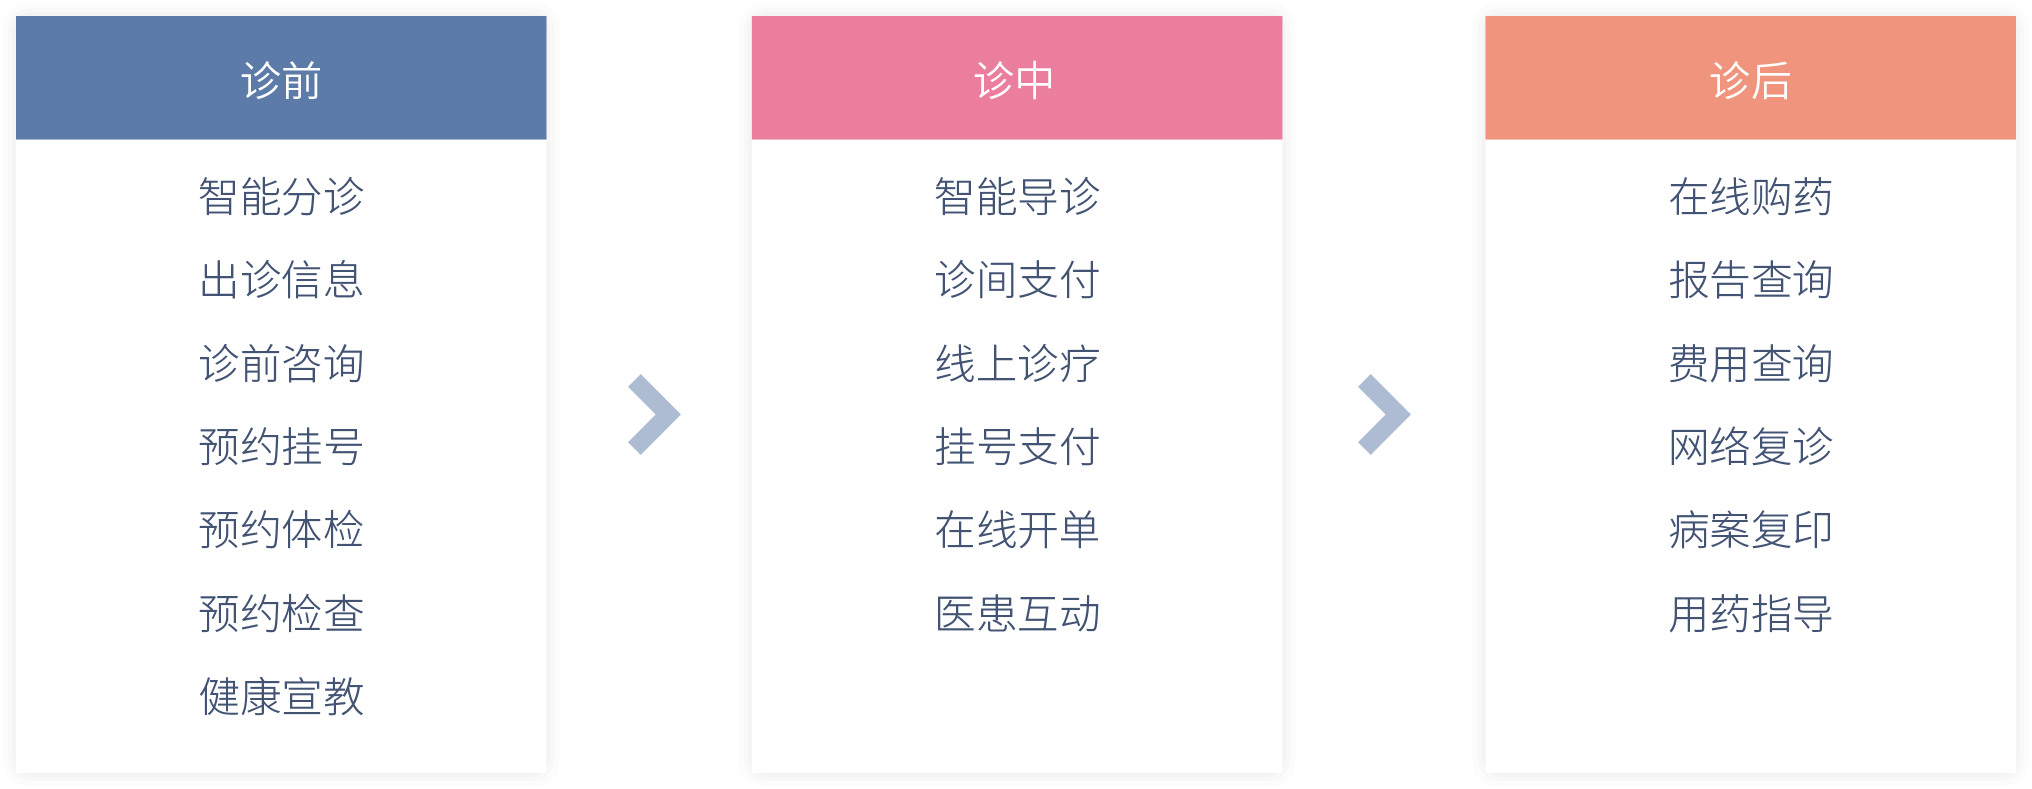 诊前
智能分诊
出诊信息
诊前咨询
预约挂号
预约体检
预约检查
健康宣教
诊中
智能导诊
诊间支付
线上诊疗
挂号支付
在线开单
医患互动
诊后
在线购药
报告查询
费用查询
网络复诊
病案复印
用药指导